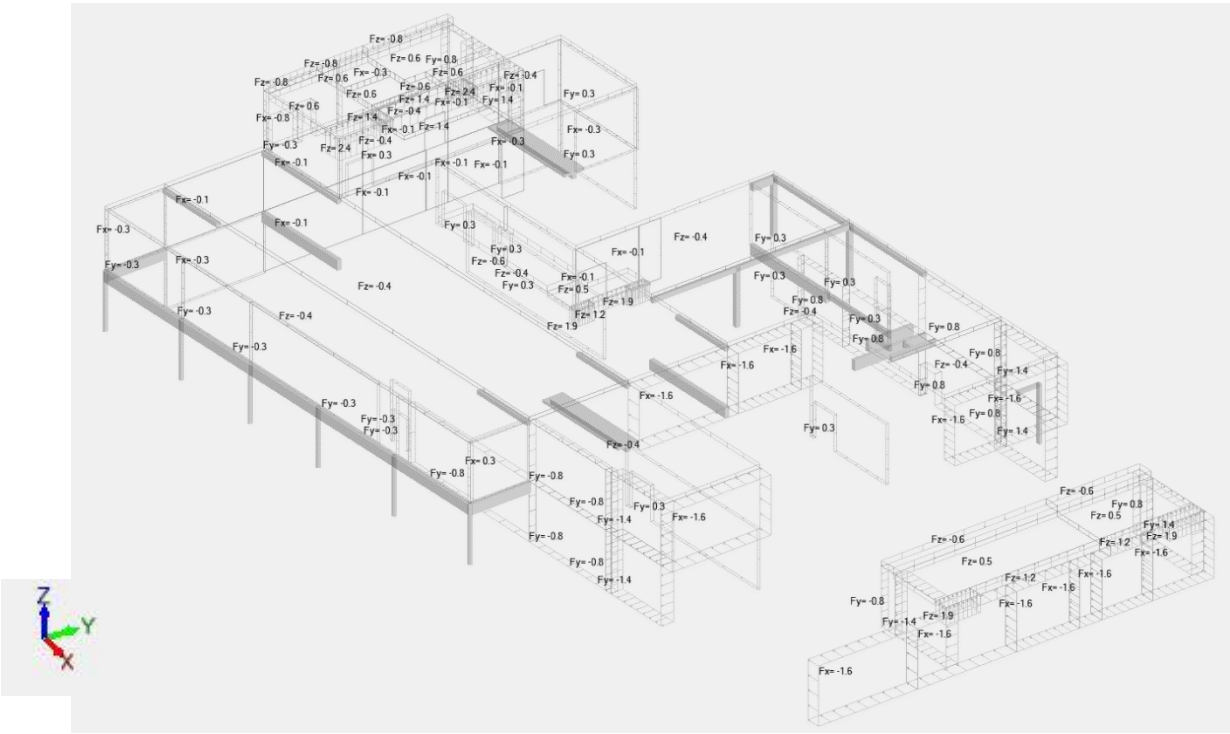 Fz= -0.8
Fz= -0.8
Fz= 0.6
Fy= 0.8
Fz= -0.8
Fz= 0.6
Fx= -0.3
Fz= 0.6
Fz= -0.4
Fz= 0.6
Fz= 0.6
Fz= 2.4
Fx= -0.1
Fy= 0.3
Fz= 0.6
Fz= 1.4
Fx= -0.1
Fy= 1.4
Fx= -0.8
Fz= 1.4
Fz= -0.4
Fx= -0.1
Fz= 1.4
Fx= -0.3
Fy= -0.3
Fz= 2.4
Fz= -0.4
Fx= 0.3
Fx= -0.3
Fy= 0.3
Fx= -0.1
Fx= -0.1
Fx= -0.1
Fx= -0.1
Fx= -0.1
Fx= -0.1
Fx= -0.1
Fx= -0.3
Fy= 0.3
Fz= -0.4
Fy= 0.3
Fy= -0.3
Fx= -0.3
Fy= 0.3
Fz= -0.6
Fx= -0.1
Fz= -0.4
Fz= -0.4
Fx= -0.1
Fy= 0.3
Fy= 0.3
Fz= 0.5
Fy= 0.3
Fy= -0.3
Fz= -0.4
Fz= 1.2
Fz= 1.9
Fy= 0.8
Fz= -0.4
Fz= 1.9
Fy= 0.3
Fy= 0.8
Fy= -0.3
Fx= -1.6
Fx= -1.6
Fy= 0.8
Fy= 0.8
Fz= -0.4
Fy= 1.4
Fy= 0.8
Fx= -1.6
Fx= -1.6
Fy= -0.3
Fy= -0.3
Fy= -0.3
Fy= 0.3
Fx= -1.6
Fy= 0.8
Fy= 1.4
Fz= -0.4
Fx= 0.3
Fy= -0.8
Fy= -0.8
Fy= -0.8
Fy= 0.3
Fy= -1.4
Fx= -1.6
Fy= -0.8
Fy= -0.8
Fy= -1.4
Fz= -0.6
Fy= 0.8
Fz= 0.5
Fy= 1.4
Fz= -0.6
Fz= 1.2
Fz= 1.9
Fx= -1.6
Fz= 0.5
Fz= 1.2
Fx= -1.6
Fx= -1.6
Fy= -0.8
Fx= -1.6
Fy= -1.4
Fz= 1.9
Fx= -1.6
Fx= -1.6
Z
Y
X